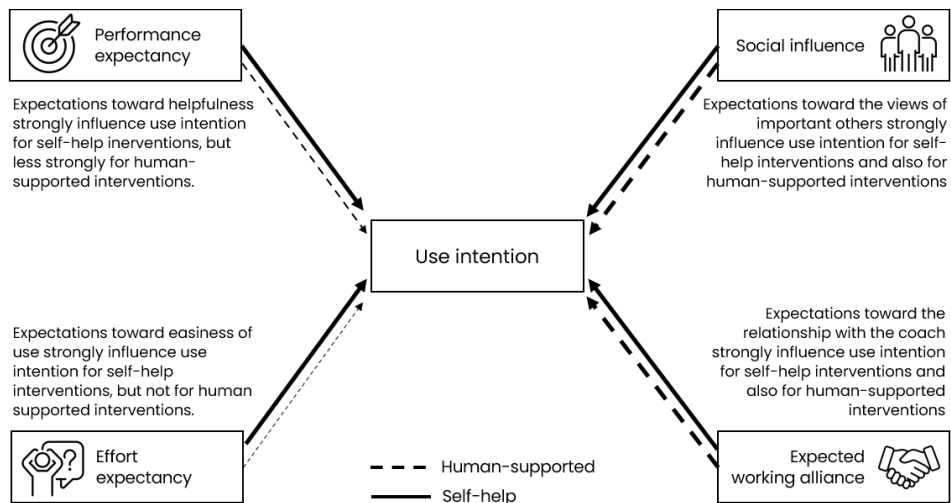 Performance
expectancy
Expectations toward helpfulness
strongly influence use intention
for self-help inerventions, but
less strongly for human-
supported interventions.
Social influence
Expectations toward the views of
important others strongly
influence use intention for self-
help interventions and also for
human-supported interventions
Use intention
Expectations toward easiness of
use strongly influence use
intention for self-help
interventions, but not for human
supported interventions.
Effort
expectancy
?
Expectations toward the
relationship with the coach
strongly influence use intention
for self-help interventions and
also for human-supported
interventions
Expected
working alliance
Human-supported
Self-help